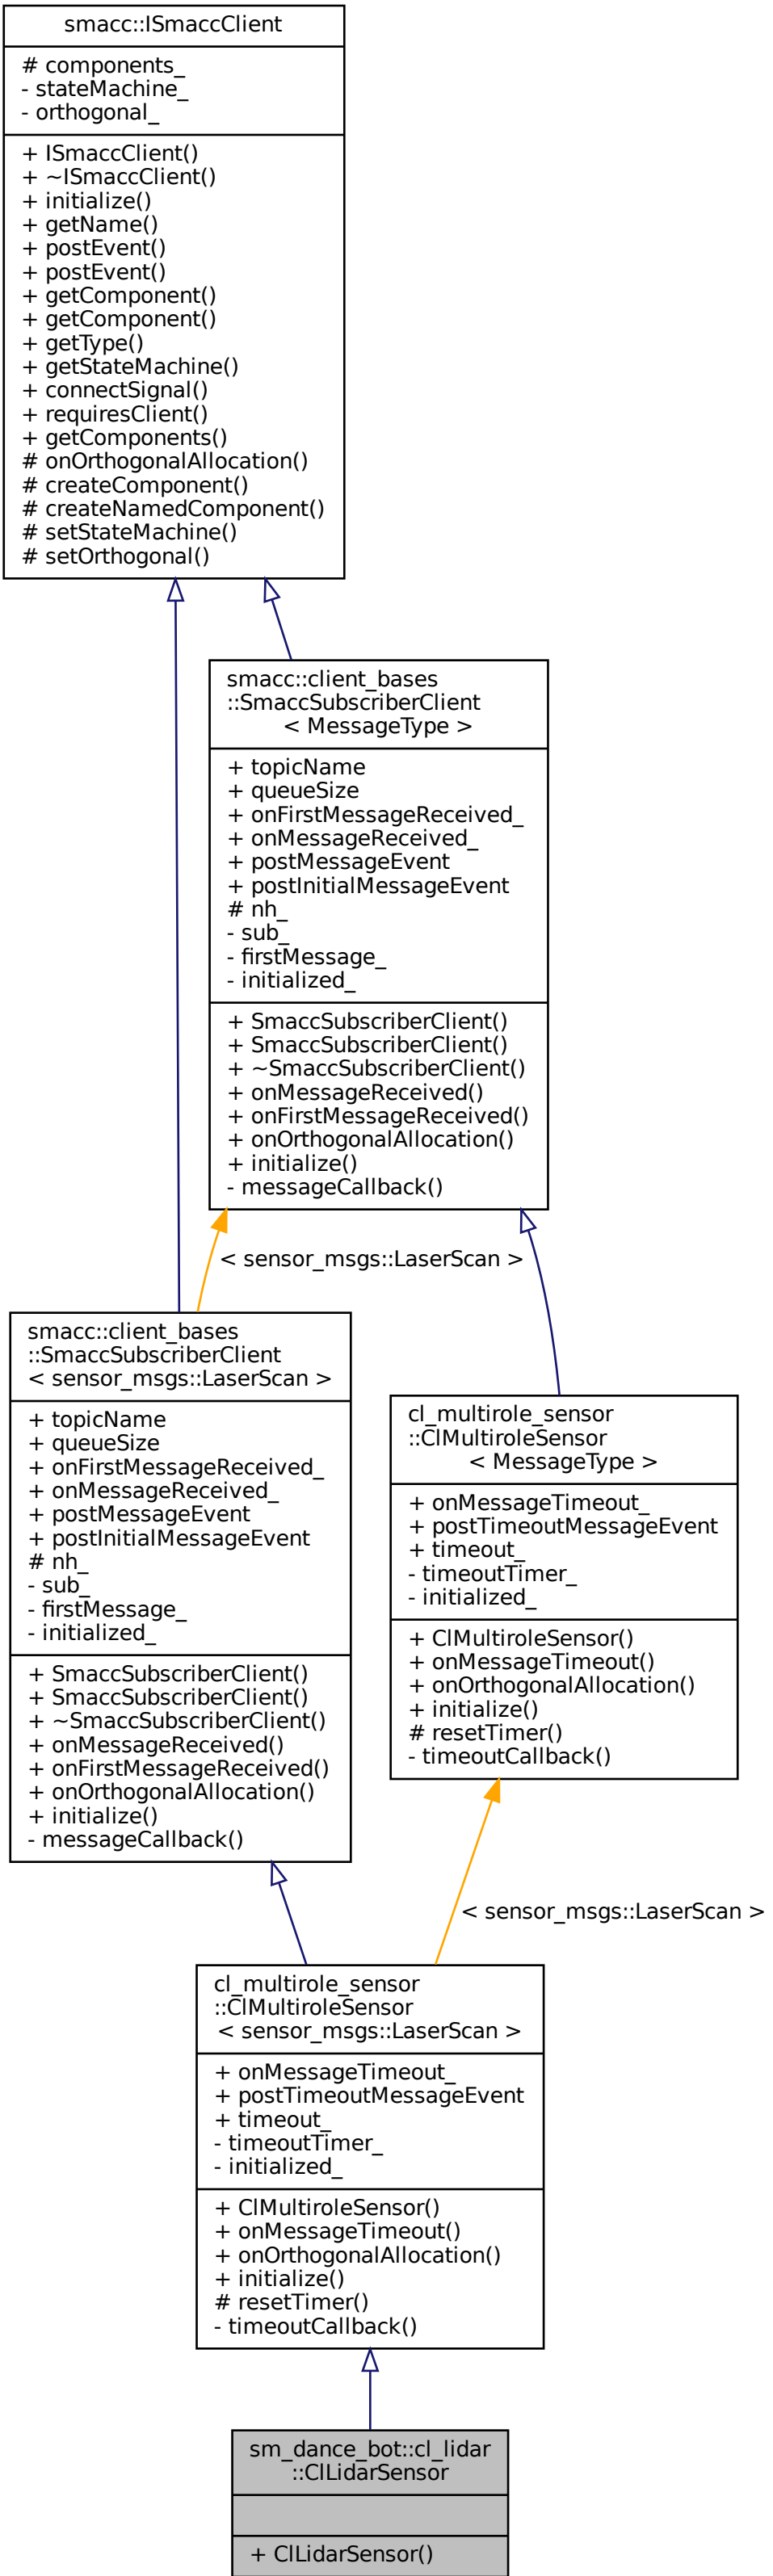 smacc::ISmaccClient
# components_
- stateMachine_
- orthogonal_
+ ISmaccClient()
+ ~ISmaccClient()
+ initialize()
+ getName()
+ postEvent()
+ postEvent()
+ getComponent()
+ getComponent()
+ getType()
+ getStateMachine()
+ connectSignal()
+ requiresClient()
+ getComponents()
# onOrthogonalAllocation()
# createComponent()
# createNamedComponent()
# setStateMachine()
# setOrthogonal()
smacc::client_bases
::SmaccSubscriberClient
< MessageType >
+ topicName
+ queueSize
+ onFirstMessageReceived_
+ onMessageReceived_
+ postMessageEvent
+ postInitialMessageEvent
# nh_
- sub_
- firstMessage_
- initialized_
+ SmaccSubscriberClient()
+ SmaccSubscriberClient()
+ ~SmaccSubscriberClient()
+ onMessageReceived()
+ onFirstMessageReceived()
+ onOrthogonalAllocation()
+ initialize()
- messageCallback()
< sensor_msgs::LaserScan >
smacc::client_bases
::SmaccSubscriberClient
< sensor_msgs::LaserScan >
+ topicName
+ queueSize
+ onFirstMessageReceived_
+ onMessageReceived_
+ postMessageEvent
+ postInitialMessageEvent
# nh_
- sub_
- firstMessage_
- initialized_
+ SmaccSubscriberClient()
+ SmaccSubscriberClient()
+ ~SmaccSubscriberClient()
+ onMessageReceived()
+ onFirstMessageReceived()
+ onOrthogonalAllocation()
+ initialize()
- messageCallback()
cl_multirole_sensor
::ClMultiroleSensor
< MessageType >
+ onMessageTimeout_
+ postTimeoutMessageEvent
+ timeout_
- timeoutTimer_
- initialized_
+ ClMultiroleSensor()
+ onMessageTimeout()
+ onOrthogonalAllocation()
+ initialize()
# resetTimer()
- timeoutCallback()
< sensor_msgs::LaserScan >
cl_multirole_sensor
::ClMultiroleSensor
< sensor_msgs::LaserScan >
+ onMessageTimeout_
+ postTimeoutMessageEvent
+ timeout_
- timeoutTimer_
- initialized_
+ ClMultiroleSensor()
+ onMessageTimeout()
+ onOrthogonalAllocation()
+ initialize()
# resetTimer()
- timeoutCallback()
sm_dance_bot::cl_lidar
::ClLidarSensor
+ ClLidarSensor()